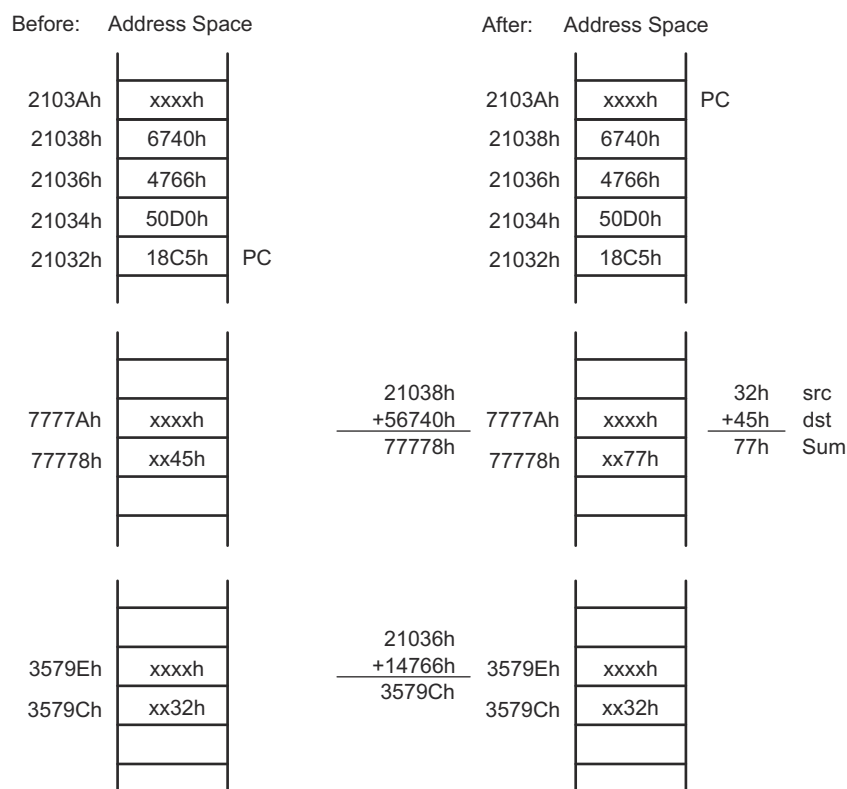 Before: Address Space
2103Ah xxxxh
21038h 6740h
21036h 4766h
21034h 50D0h
21032h 18C5h PC
7777Ah xxxxh
77778h xx45h
3579Eh xxxxh
3579Ch xx32h
21038h
+56740h
77778h
21036h
+14766h
3579Ch
After: Address Space
2103Ah xxxxh PC
21038h 6740h
21036h 4766h
21034h 50D0h
21032h 18C5h
7777Ah xxxxh
77778h xx77h
32h src
+45h dst
77h Sum
3579Eh xxxxh
3579Ch xx32h